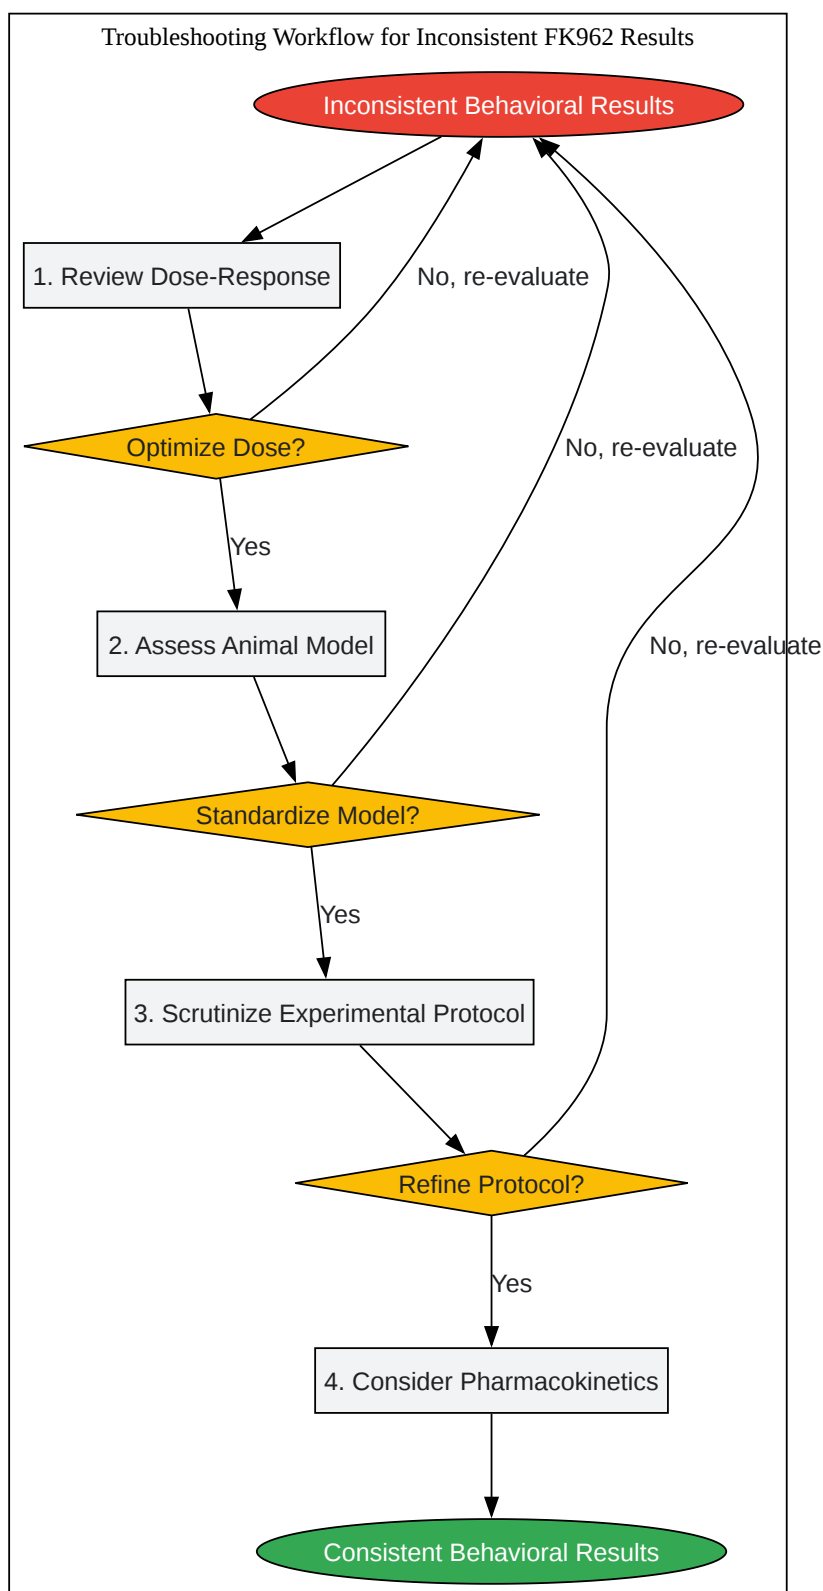 Troubleshooting Workflow for Inconsistent FK962 Results
Inconsistent Behavioral Results
1. Review Dose-Response
No, re-evaluate
Optimize Dose?
No, re-evaluate
Yes
2. Assess Animal Model
No, re-evaluate
Standardize Model?
Yes
3. Scrutinize Experimental Protocol
Refine Protocol?
Yes
4. Consider Pharmacokinetics
Consistent Behavioral Results